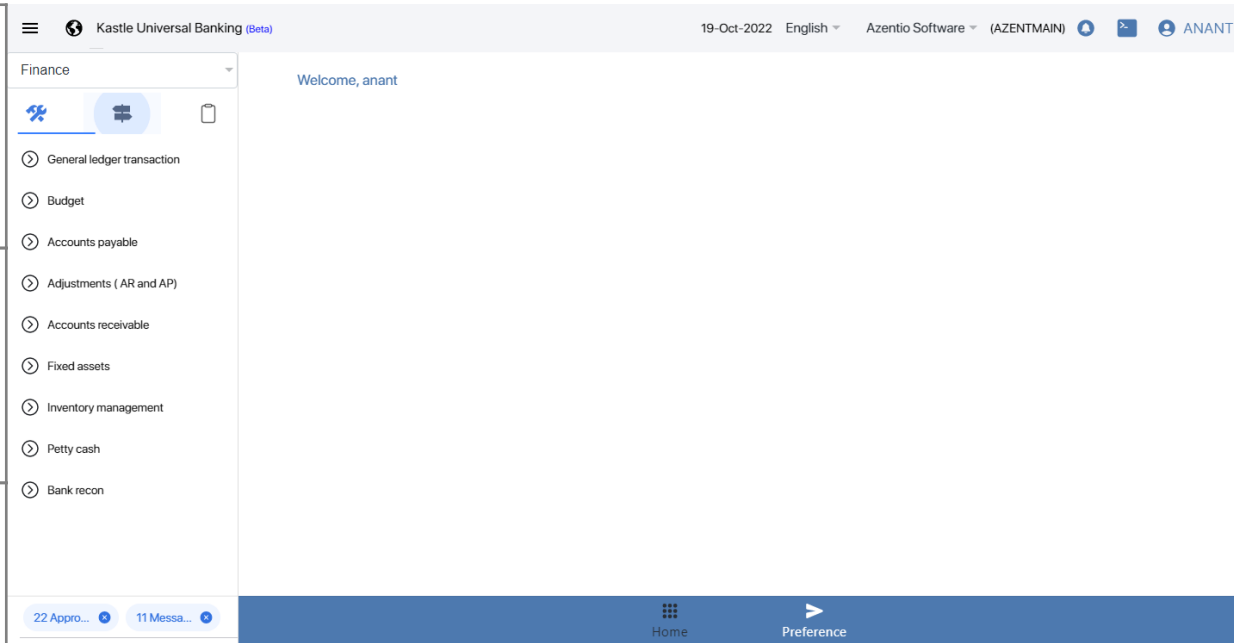 Kastle Universal Banking (Beta)
19-Oct-2022 English Azentio Software (AZENTMAIN) ANANT
Finance
Welcome, anant
General ledger transaction
Budget
Accounts payable
Adjustments ( AR and AP)
Accounts receivable
Fixed assets
Inventory management
Petty cash
Bank recon
22 Appro... 11 Messa...
Home
Preference